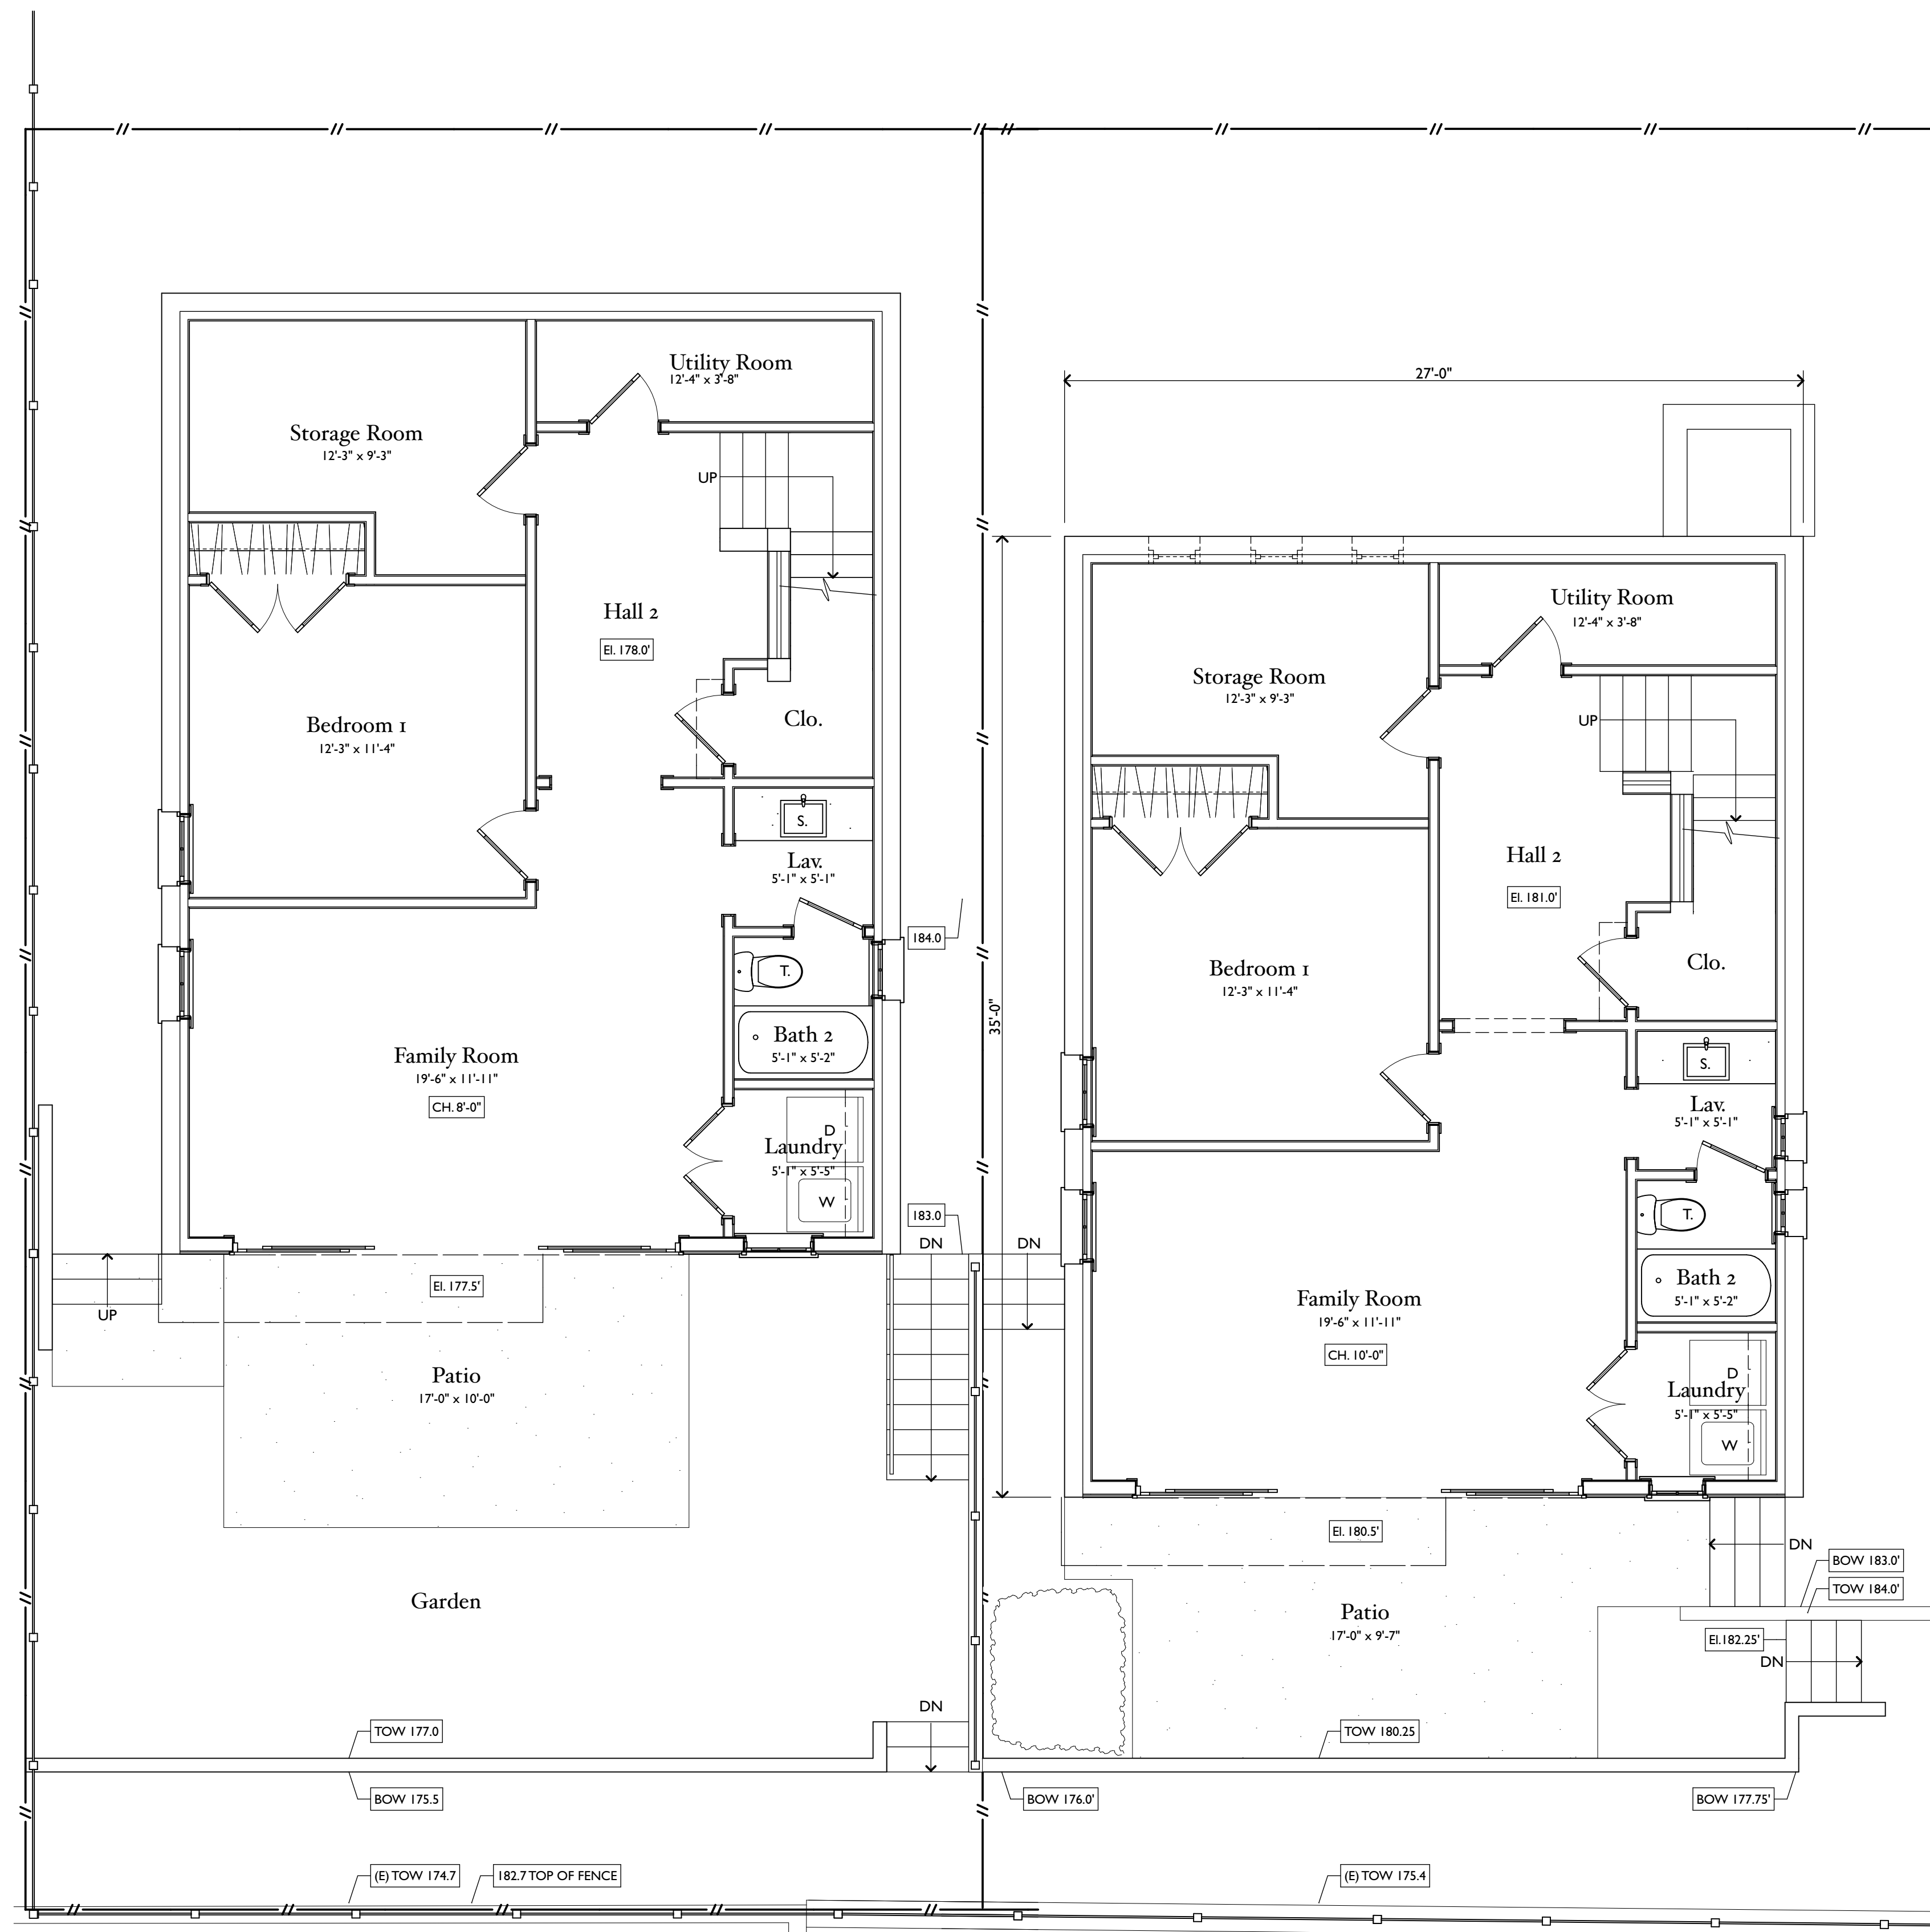 Utility Room
12'-4" x 3'-8"
Storage Room
12'-3" x 9'-3"
UP
Hall 2
El. 178.0'
Bedroom 1
12'-3" x 11'-4"
Clo.
S.
Lav.
5'-1" x 5'-1"
184.0
T.
Bath 2
5'-1" x 5'-2"
Family Room
19'-6" x 11'-11"
CH. 8'-0"
D
Laundry
5'-1" x 5'-5"
W
183.0
DN
DN
El. 177.5'
UP
Patio
17'-0" x 10'-0"
Garden
DN
TOW 177.0
BOW 175.5
(E) TOW 174.7
182.7 TOP OF FENCE
27'-0"
35'-0"
Utility Room
12'-4" x 3'-8"
Storage Room
12'-3" x 9'-3"
UP
Hall 2
El. 181.0'
Bedroom 1
12'-3" x 11'-4"
Clo.
S.
Lav.
5'-1" x 5'-1"
T.
Bath 2
5'-1" x 5'-2"
Family Room
19'-6" x 11'-11"
CH. 10'-0"
D
Laundry
5'-1" x 5'-5"
W
El. 180.5'
DN
BOW 183.0'
TOW 184.0'
Patio
17'-0" x 9'-7"
El.182.25'
DN
TOW 180.25
BOW 176.0'
BOW 177.75'
(E) TOW 175.4